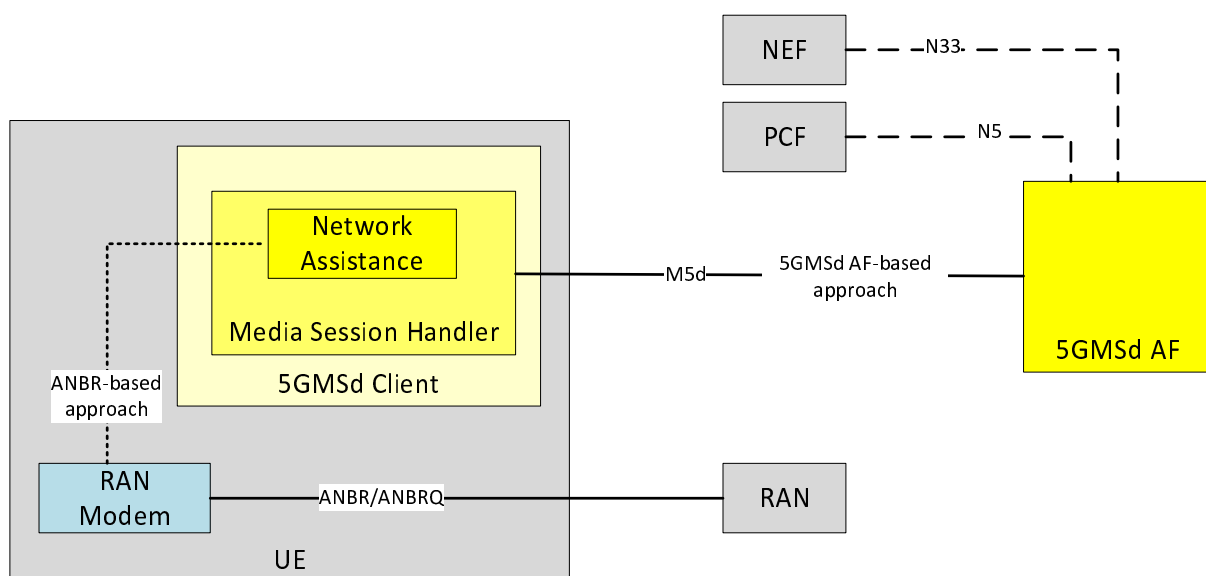 NEF
N33
PCF
N5
Network
Assistance
Media Session Handler
5GMSd Client
M5d
5GMSd AF-based
approach
5GMSd AF
ANBR-based
approach
RAN
Modem
ANBR/ANBRQ
RAN
UE